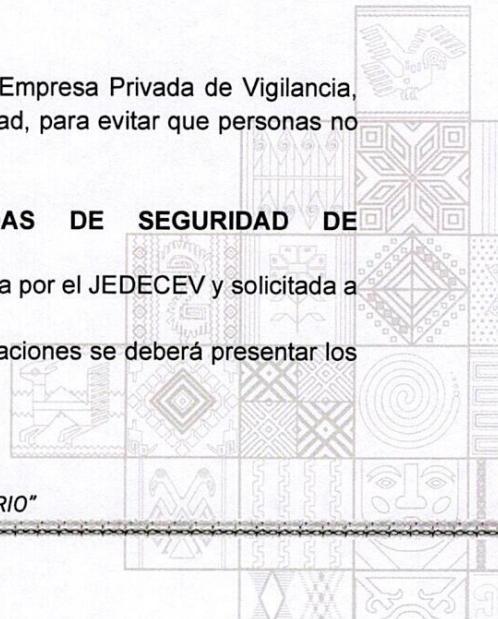 Empresa Privada de Vigilancia,
ad, para evitar que personas no
DAS DE SEGURIDAD DE
a por el JEDECEV y solicitada a
aciones se deberá presentar los
RIO"